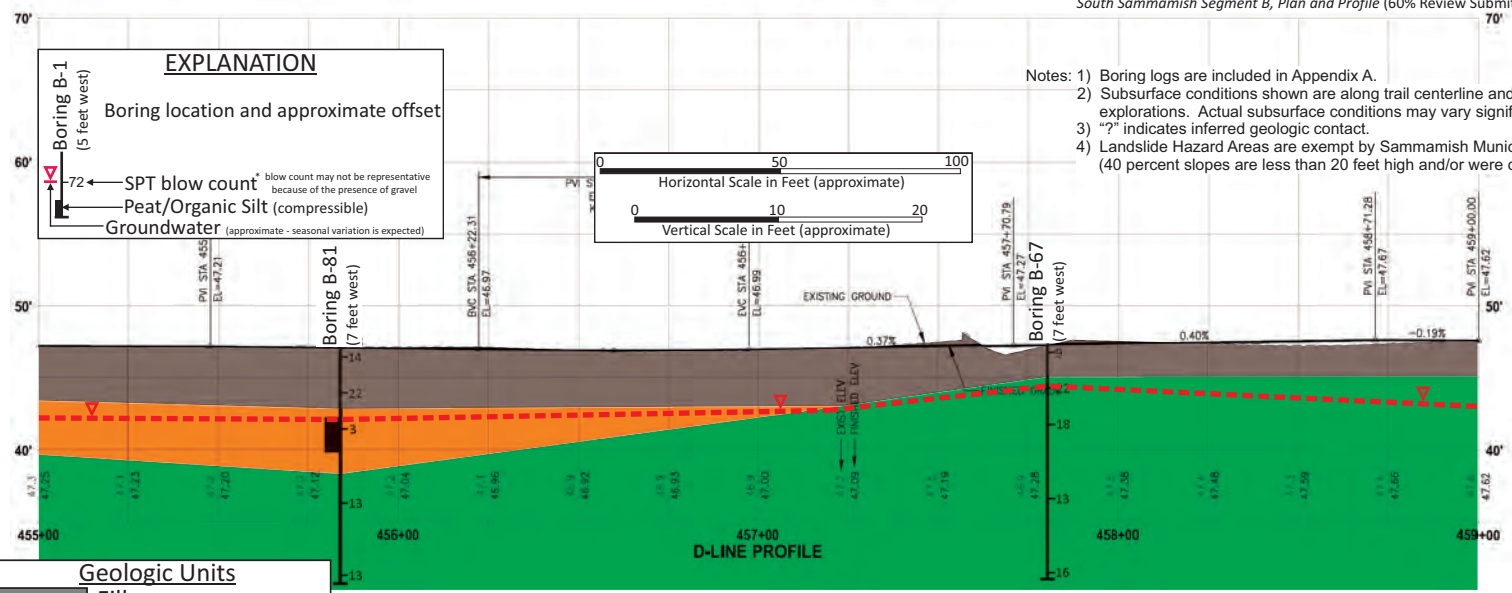 South Sammamish Segment B, Plan and Profile (60% Review Submit
70'
70'
EXPLANATION
Boring B-1
(5 feet west)
Boring location and approximate offset
72
SPT blow count* blow count may not be representative
because of the presence of gravel
Peat/Organic Silt (compressible)
Groundwater (approximate - seasonal variation is expected)
Notes: 1) Boring logs are included in Appendix A.
2) Subsurface conditions shown are along trail centerline and
explorations. Actual subsurface conditions may vary signif
3) “?” indicates inferred geologic contact.
4) Landslide Hazard Areas are exempt by Sammamish Munic
(40 percent slopes are less than 20 feet high and/or were c
60'
60'
0 50 100
Horizontal Scale in Feet (approximate)
0 10 20
Vertical Scale in Feet (approximate)
PVI S
PVI STA 455
EL=47.21
Boring B-81
(7 feet west)
BVC STA 456+22.31
EL=46.97
EVC STA 456+
EL=46.99
PVI STA 457+70.79
EL=47.27
Boring B-67
(7 feet west)
PVI STA 458+71.28
EL=47.67
PVI STA 459+00.00
EL=47.62
50'
50'
EXISTING GROUND
0.37%
0.40%
-0.19%
14
22
3
13
13
9
18
13
16
EXIST ELEV
FINISHED ELEV
40'
40'
47.25
47.23
47.20
47.12
47.04
46.96
46.92
46.93
47.00
47.09
47.19
47.28
47.38
47.48
47.59
47.66
47.62
455+00
456+00
457+00
458+00
459+00
D-LINE PROFILE
Geologic Units